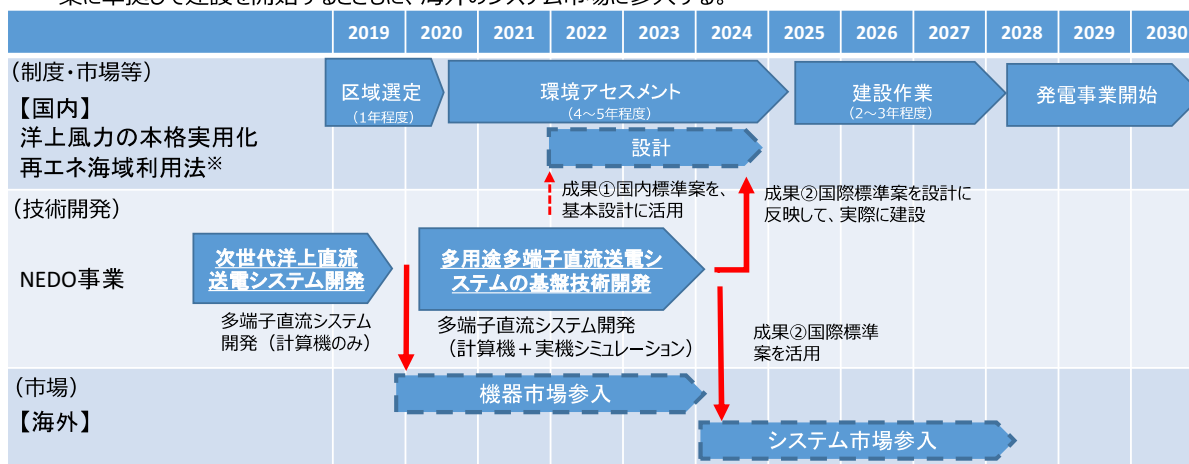 2019 2020 2021 2022 2023 2024 2025 2026 2027 2028 2029 2030
（制度・市場等）
【国内】
洋上風力の本格実用化
再エネ海域利用法※
区域選定
（1年程度）
環境アセスメント
（4～5年程度）
建設作業
（2～3年程度）
発電事業開始
設計
成果①国内標準案を、
基本設計に活用
成果②国際標準案を設計に
反映して、実際に建設
（技術開発）
NEDO事業
次世代洋上直流
送電システム開発
多用途多端子直流送電シ
ステムの基盤技術開発
多端子直流システム
開発（計算機のみ）
多端子直流システム開発
（計算機＋実機シミュレーション）
成果②国際標準
案を活用
（市場）
【海外】
機器市場参入
システム市場参入